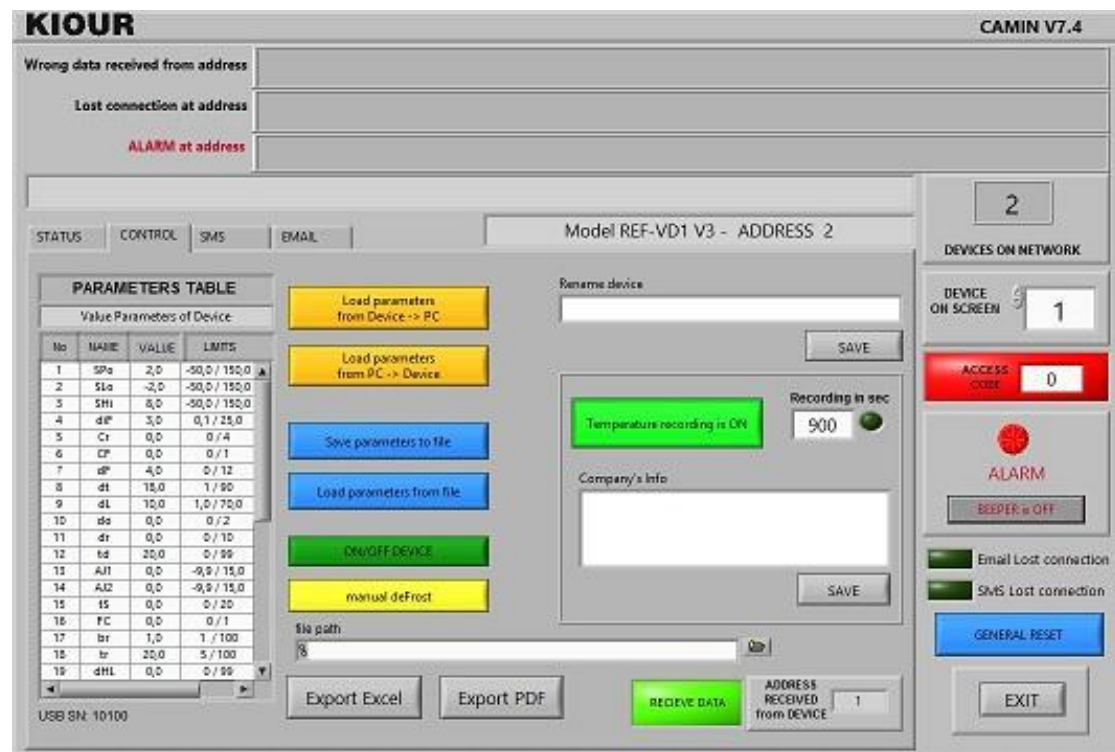 KIOUR
CAMIN V7.4
Wrong data received from address
Lost connection at address
ALARM at address
STATUS CONTROL SMS EMAIL
Model REF-VD1 V3 - ADDRESS 2
2
DEVICES ON NETWORK
DEVICE
ON SCREEN
1
ACCESS
CODE
0
ALARM
BEEPER is OFF
Email Lost connection
SMS Lost connection
GENERAL RESET
EXIT
PARAMETERS TABLE
Value Parameters of Device
No NAME VALUE LIMITS
1 SPo 2,0 -50,0 / 150,0
2 SLo -2,0 -50,0 / 150,0
3 SHi 8,0 -50,0 / 150,0
4 diF 3,0 0,1 / 25,0
5 Cr 0,0 0 / 4
6 CF 0,0 0 / 1
7 dP 4,0 0 / 12
8 dt 15,0 1 / 90
9 dL 10,0 1,0 / 70,0
10 do 0,0 0 / 2
11 dr 0,0 0 / 10
12 td 20,0 0 / 99
13 AJ1 0,0 -9,9 / 15,0
14 AJ2 0,0 -9,9 / 15,0
15 tS 0,0 0 / 20
16 FC 0,0 0 / 1
17 br 1,0 1 / 100
18 tr 20,0 5 / 100
19 dHL 0,0 0 / 99
USB SN: 10100
Load parameters
from Device -> PC
Load parameters
from PC -> Device
Save parameters to file
Load parameters from file
ON/OFF DEVICE
manual deFrost
file path
%
Export Excel
Export PDF
Rename device
SAVE
Temperature recording is ON
Recording in sec
900
Company's Info
SAVE
RECIEVE DATA
ADDRESS
RECEIVED
from DEVICE
1